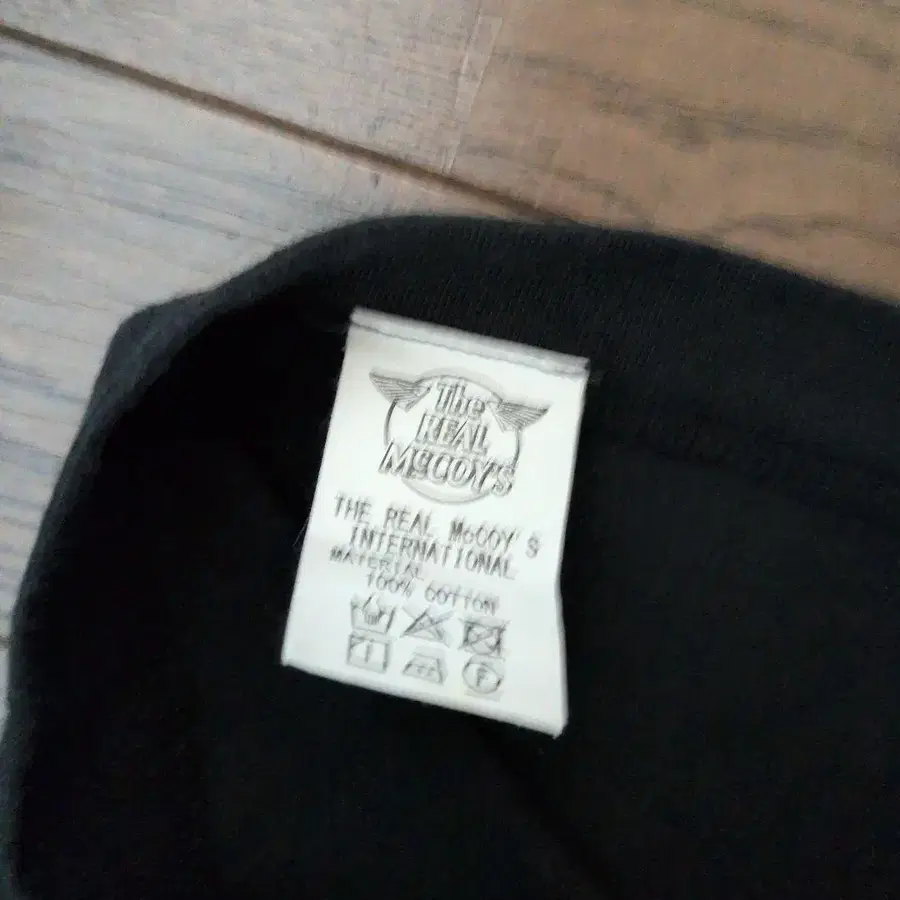 The
REAL
McCOY'S
THE REAL McCOY'S
INTERNATIONAL
MATERIAL
100% COTTON
F